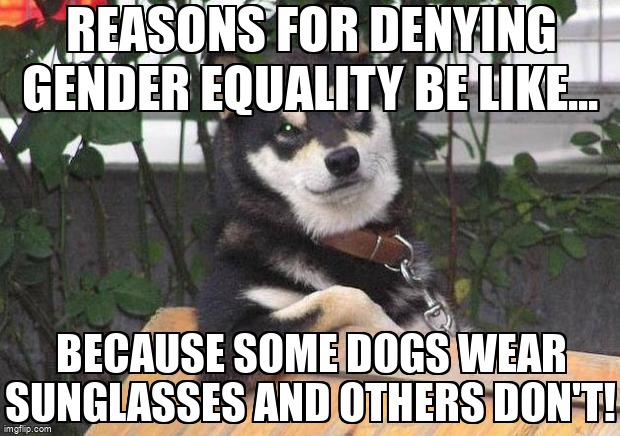 REASONS FOR DENYING
GENDER EQUALITY BE LIKE...
BECAUSE SOME DOGS WEAR
SUNGLASSES AND OTHERS DON'T!
imgflip.com